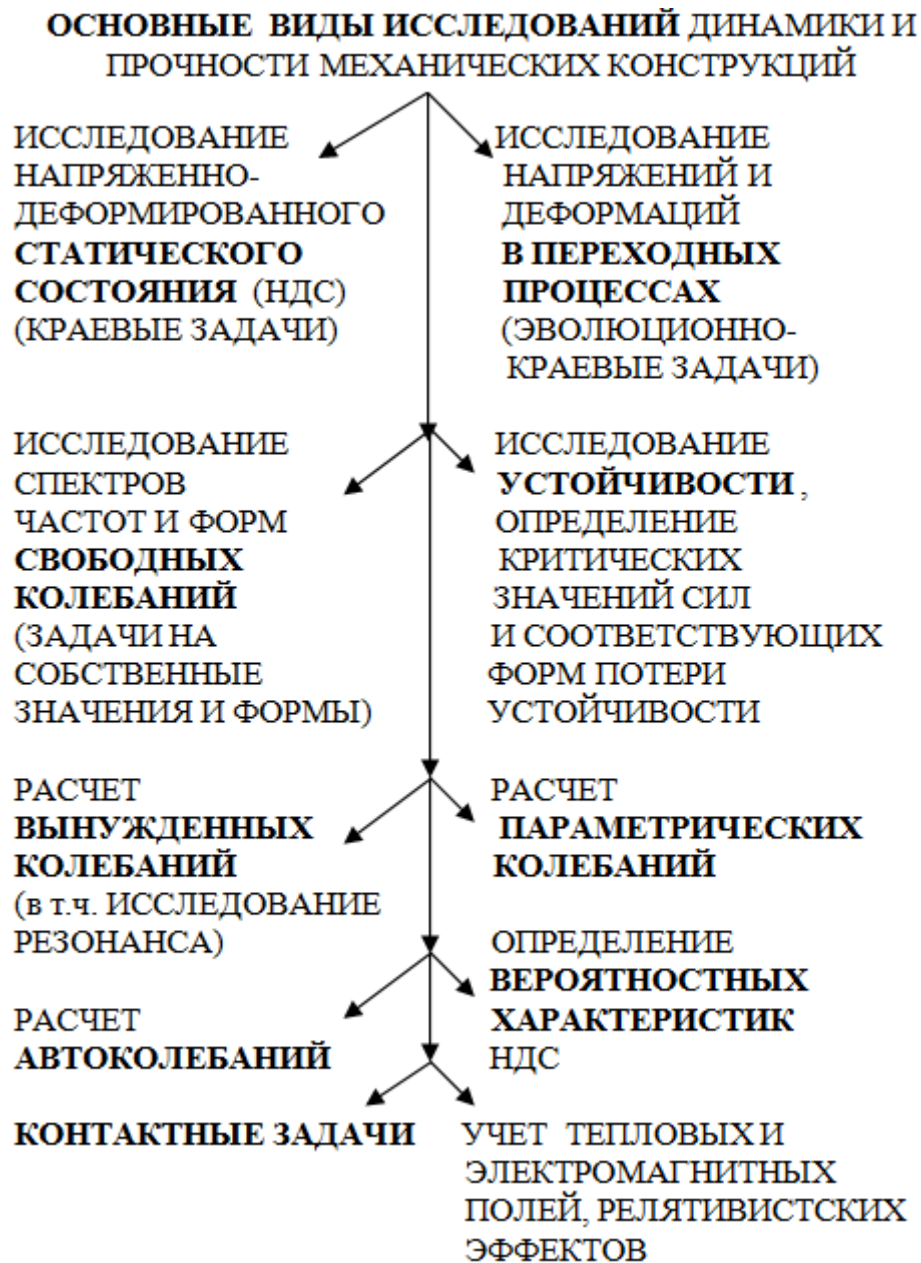 ОСНОВНЫЕ ВИДЫ ИССЛЕДОВАНИЙ ДИНАМИКИ И
ПРОЧНОСТИ МЕХАНИЧЕСКИХ КОНСТРУКЦИЙ
ИССЛЕДОВАНИЕ
НАПРЯЖЕННО-
ДЕФОРМИРОВАННОГО
СТАТИЧЕСКОГО
СОСТОЯНИЯ (НДС)
(КРАЕВЫЕ ЗАДАЧИ)
ИССЛЕДОВАНИЕ
НАПРЯЖЕНИЙ И
ДЕФОРМАЦИЙ
В ПЕРЕХОДНЫХ
ПРОЦЕССАХ
(ЭВОЛЮЦИОННО-
КРАЕВЫЕ ЗАДАЧИ)
ИССЛЕДОВАНИЕ
СПЕКТРОВ
ЧАСТОТ И ФОРМ
СВОБОДНЫХ
КОЛЕБАНИЙ
(ЗАДАЧИ НА
СОБСТВЕННЫЕ
ЗНАЧЕНИЯ И ФОРМЫ)
ИССЛЕДОВАНИЕ
УСТОЙЧИВОСТИ ,
ОПРЕДЕЛЕНИЕ
КРИТИЧЕСКИХ
ЗНАЧЕНИЙ СИЛ
И СООТВЕТСТВУЮЩИХ
ФОРМ ПОТЕРИ
УСТОЙЧИВОСТИ
РАСЧЕТ
ВЫНУЖДЕННЫХ
КОЛЕБАНИЙ
(в т.ч. ИССЛЕДОВАНИЕ
РЕЗОНАНСА)
РАСЧЕТ
ПАРАМЕТРИЧЕСКИХ
КОЛЕБАНИЙ
РАСЧЕТ
АВТОКОЛЕБАНИЙ
ОПРЕДЕЛЕНИЕ
ВЕРОЯТНОСТНЫХ
ХАРАКТЕРИСТИК
НДС
КОНТАКТНЫЕ ЗАДАЧИ
УЧЕТ ТЕПЛОВЫХ И
ЭЛЕКТРОМАГНИТНЫХ
ПОЛЕЙ, РЕЛЯТИВИСТСКИХ
ЭФФЕКТОВ